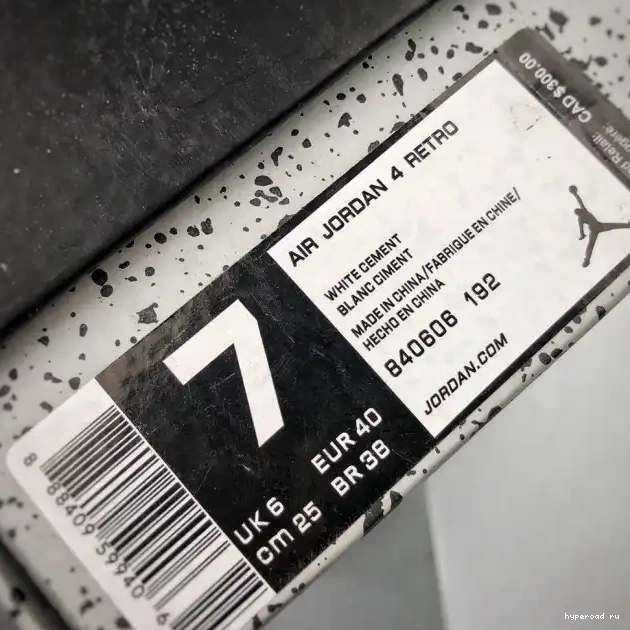 CAD $300.00
AIR JORDAN 4 RETRO
WHITE CEMENT
BLANC CIMENT
MADE IN CHINA/FABRIQUE EN CHINE/
HECHO EN CHINA
840606 192
JORDAN.COM
7
UK 6 EUR 40
CM 25 BR 38
8 88409 59940 6
hyperoad ru